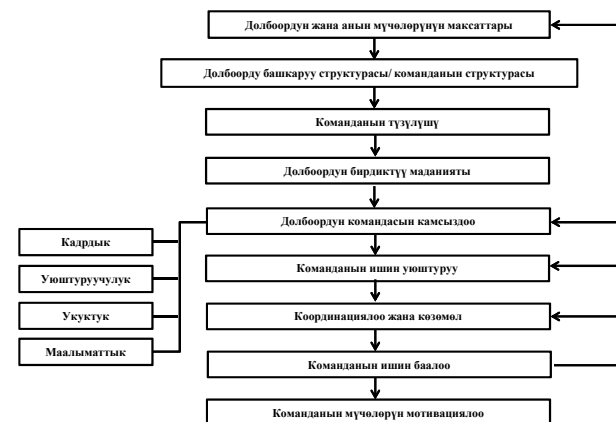 Долбоордун жана анын мүчөлөрүнүн максаттары
Долбоорду башкаруу структурасы/ команданын структурасы
Команданын түзүлүшү
Долбоордун бирдиктүү маданияты
Долбоордун командасын камсыздоо
Кадрдык
Уюштуруучулук
Укуктук
Маалыматтык
Команданын ишин уюштуруу
Координациялоо жана көзөмөл
Команданын ишин баалоо
Команданын мүчөлөрүн мотивациялоо